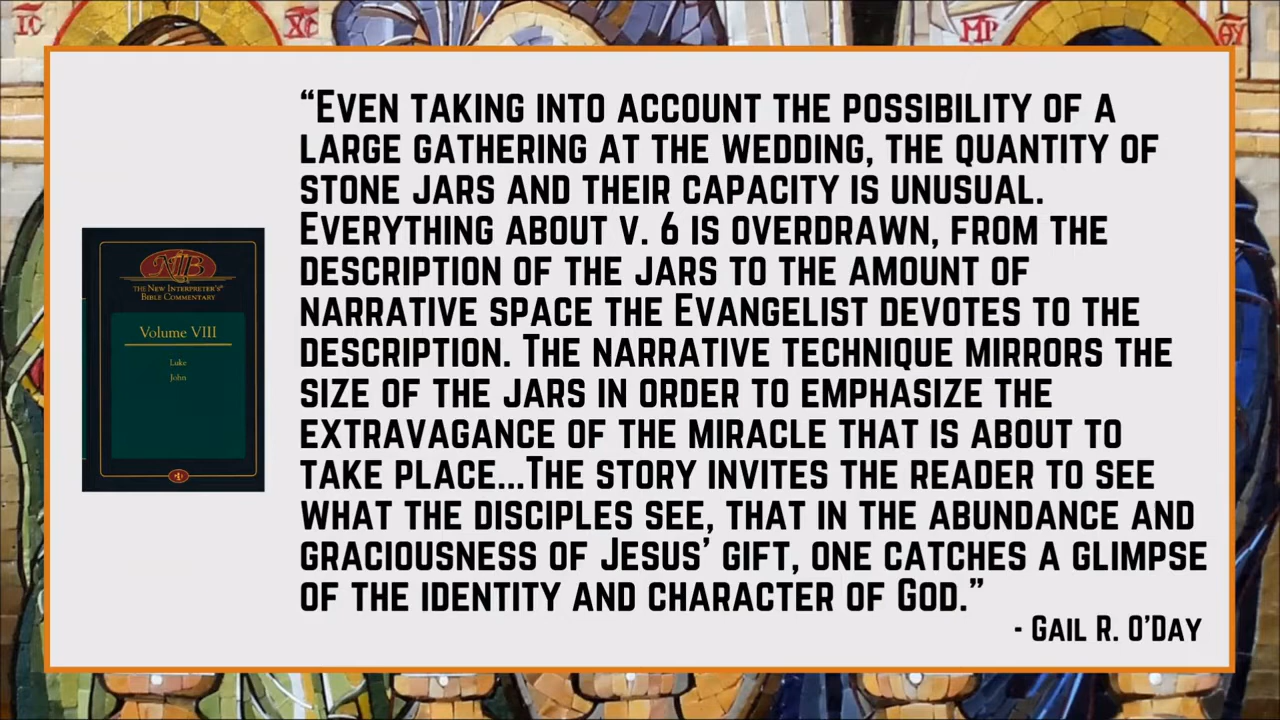 IC
XC
MP
ΘY
“Even taking into account the possibility of a
large gathering at the wedding, the quantity of
stone jars and their capacity is unusual.
Everything about v. 6 is overdrawn, from the
description of the jars to the amount of
narrative space the Evangelist devotes to the
description. The narrative technique mirrors the
size of the jars in order to emphasize the
extravagance of the miracle that is about to
take place...The story invites the reader to see
what the disciples see, that in the abundance and
graciousness of Jesus’ gift, one catches a glimpse
of the identity and character of God.”
- Gail R. O’Day
NIB
The New Interpreter's®
Bible Commentary
Volume VIII
Luke
John